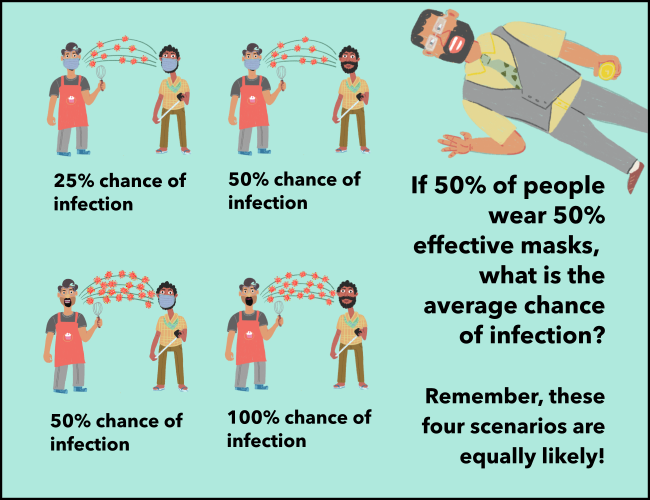 25% chance of
infection
50% chance of
infection
50% chance of
infection
100% chance of
infection
If 50% of people
wear 50%
effective masks,
what is the
average chance
of infection?
Remember, these
four scenarios are
equally likely!